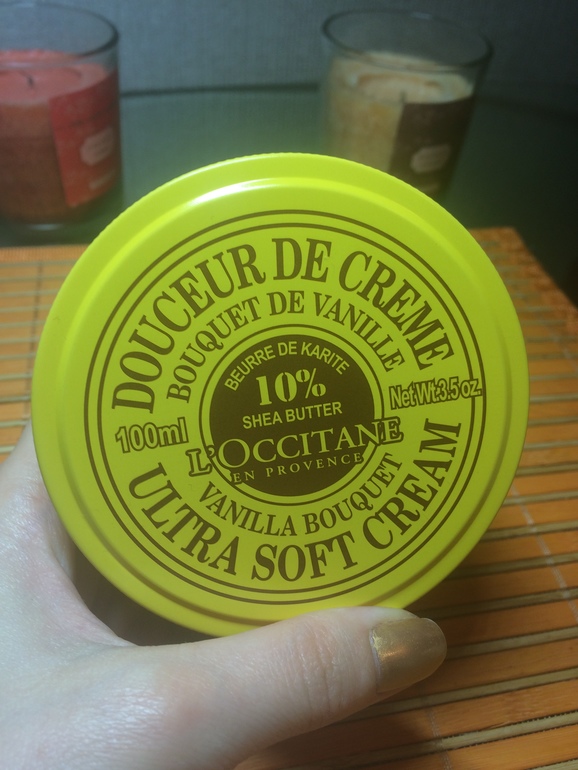 DOUCEUR DE CREME
BOUQUET DE VANILLE
BEURRE DE KARITE
10%
SHEA BUTTER
100ml
Net Wt.3.5 oz.
L'OCCITANE
EN PROVENCE
VANILLA BOUQUET
ULTRA SOFT CREAM